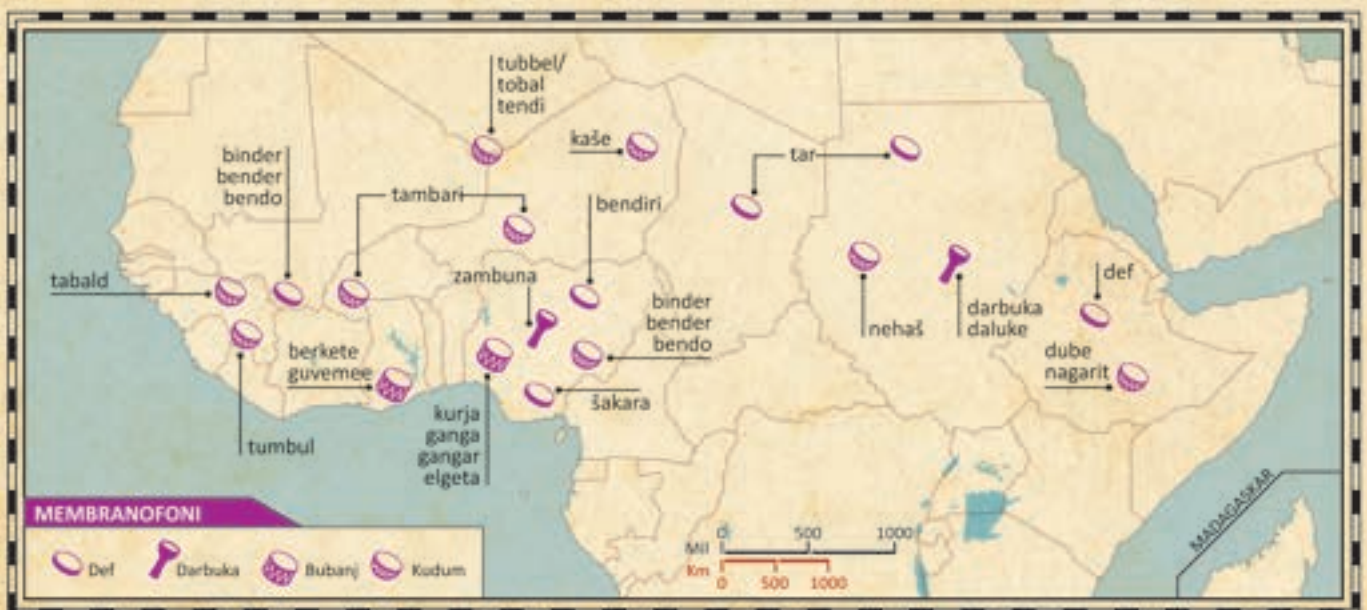 tubbel/
tobal
tendi
kaše
tar
binder
bender
bendo
tambari
bendiri
tabald
zambuna
def
binder
bender
bendo
nehaš
darbuka
daluke
berkete
guvemee
dube
nagarit
šakara
kurja
ganga
gangar
elgeta
tumbul
MADAGASKAR
MEMBRANOFONI
Def
Darbuka
Bubanj
Kudum
0 500 1000
Mil
Km
0 500 1000